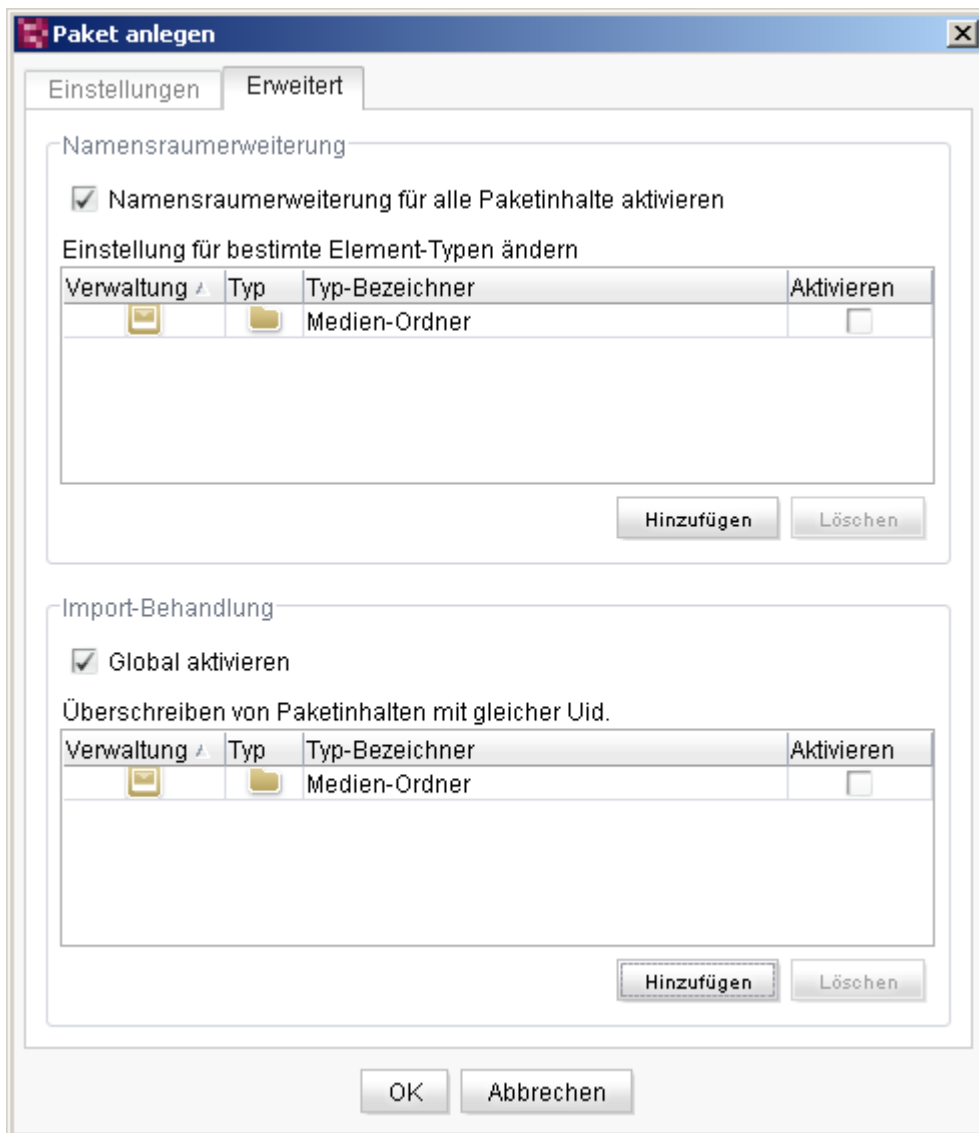 Paket anlegen
Einstellungen Erweitert
Namensraumerweiterung
Namensraumerweiterung für alle Paketinhalte aktivieren
Einstellung für bestimte Element-Typen ändern
Verwaltung Typ Typ-Bezeichner Aktivieren
Medien-Ordner
Hinzufügen Löschen
Import-Behandlung
Global aktivieren
Überschreiben von Paketinhalten mit gleicher Uid.
Verwaltung Typ Typ-Bezeichner Aktivieren
Medien-Ordner
Hinzufügen Löschen
OK Abbrechen